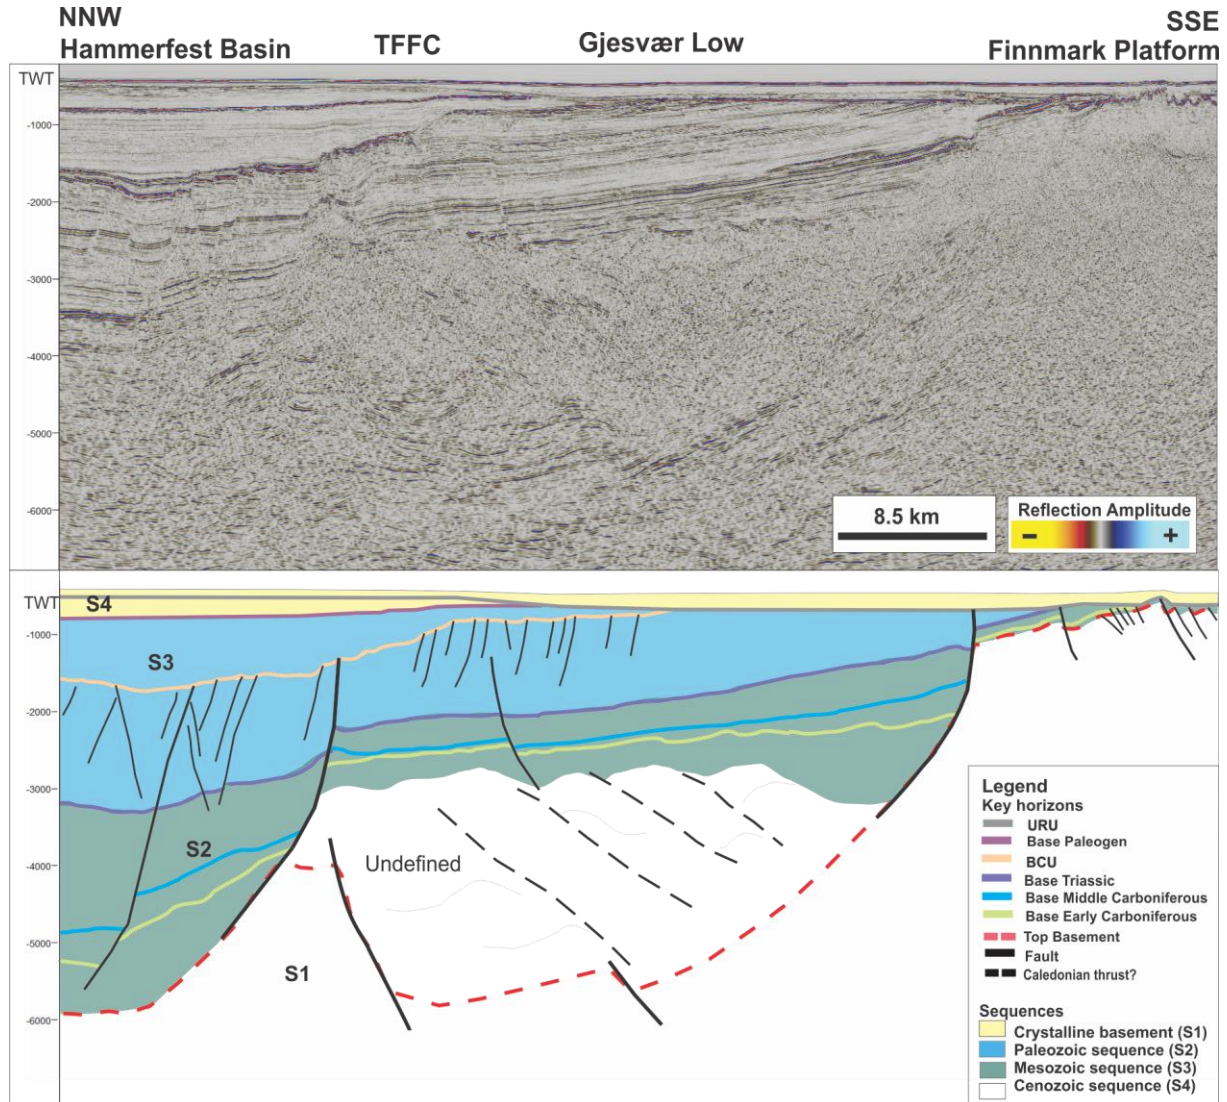 NNW
SSE
Hammerfest Basin
TFFC
Gjesvær Low
Finnmark Platform
TWT
-1000
-2000
-3000
-4000
-5000
-6000
8.5 km
Reflection Amplitude
- +
TWT
S4
-1000
S3
-2000
-3000
S2
-4000
Undefined
-5000
S1
-6000
Legend
Key horizons
URU
Base Paleogen
BCU
Base Triassic
Base Middle Carboniferous
Base Early Carboniferous
Top Basement
Fault
Caledonian thrust?
Sequences
Crystalline basement (S1)
Paleozoic sequence (S2)
Mesozoic sequence (S3)
Cenozoic sequence (S4)